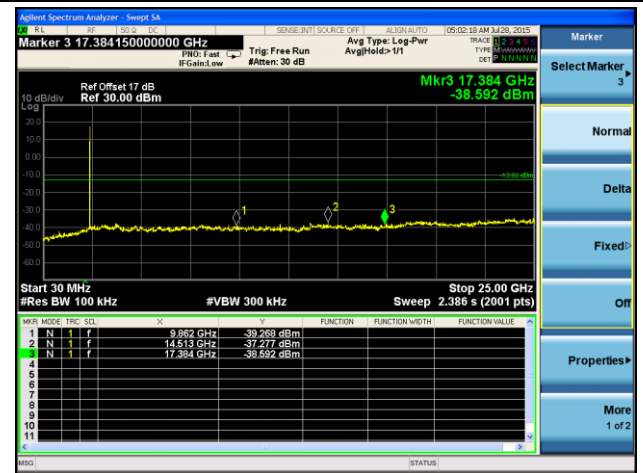 Agilent Spectrum Analyzer - Swept SA
RL RF 50 Ω DC SENSE:INT SOURCE OFF ALIGN AUTO 05:02:18 AM Jul 28, 2015
Marker 3 17.384150000000 GHz
PNO: Fast
IFGain:Low
Trig: Free Run
#Atten: 30 dB
Avg Type: Log-Pwr
Avg|Hold:>1/1
TRACE 1 2 3 4 5 6
TYPE
DET P N N N N N
Ref Offset 17 dB
Ref 30.00 dBm
10 dB/div
Log
Mkr3 17.384 GHz
-38.592 dBm
20.0
10.0
0.00
-10.0
-20.0
-30.0
-40.0
-50.0
-60.0
1
2
3
Start 30 MHz
#Res BW 100 kHz
#VBW 300 kHz
Stop 25.00 GHz
Sweep 2.386 s (2001 pts)
MKR MODE TRC SCL X Y FUNCTION FUNCTION WIDTH FUNCTION VALUE
1 N 1 f 9.862 GHz -39.268 dBm
2 N 1 f 14.513 GHz -37.277 dBm
3 N 1 f 17.384 GHz -38.592 dBm
4
5
6
7
8
9
10
11
MSG
STATUS
Marker
Select Marker
3
Normal
Delta
Fixed
Off
Properties
More
1 of 2